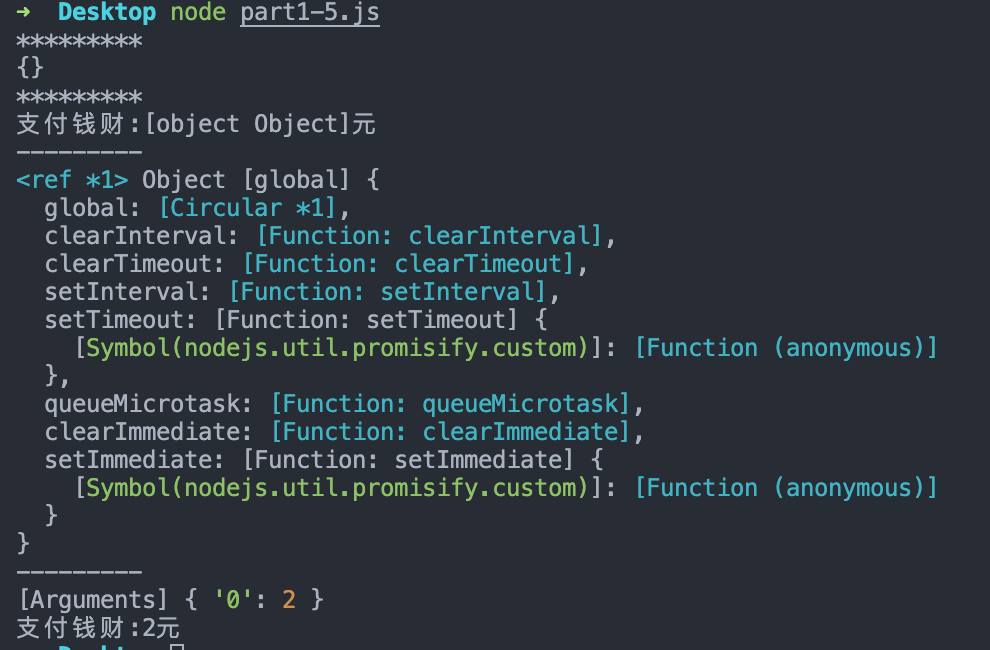 → Desktop node part1-5.js
*********
{}
*********
支付钱财:[object Object]元
---------
<ref *1> Object [global] {
  global: [Circular *1],
  clearInterval: [Function: clearInterval],
  clearTimeout: [Function: clearTimeout],
  setInterval: [Function: setInterval],
  setTimeout: [Function: setTimeout] {
    [Symbol(nodejs.util.promisify.custom)]: [Function (anonymous)]
  },
  queueMicrotask: [Function: queueMicrotask],
  clearImmediate: [Function: clearImmediate],
  setImmediate: [Function: setImmediate] {
    [Symbol(nodejs.util.promisify.custom)]: [Function (anonymous)]
  }
}
---------
[Arguments] { '0': 2 }
支付钱财:2元